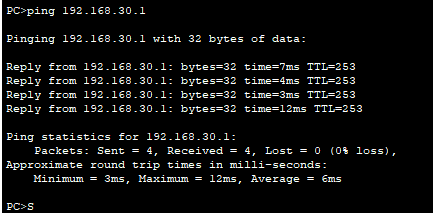 PC>ping 192.168.30.1
Pinging 192.168.30.1 with 32 bytes of data:
Reply from 192.168.30.1: bytes=32 time=7ms TTL=253
Reply from 192.168.30.1: bytes=32 time=4ms TTL=253
Reply from 192.168.30.1: bytes=32 time=3ms TTL=253
Reply from 192.168.30.1: bytes=32 time=12ms TTL=253
Ping statistics for 192.168.30.1:
Packets: Sent = 4, Received = 4, Lost = 0 (0% loss),
Approximate round trip times in milli-seconds:
Minimum = 3ms, Maximum = 12ms, Average = 6ms
PC>S